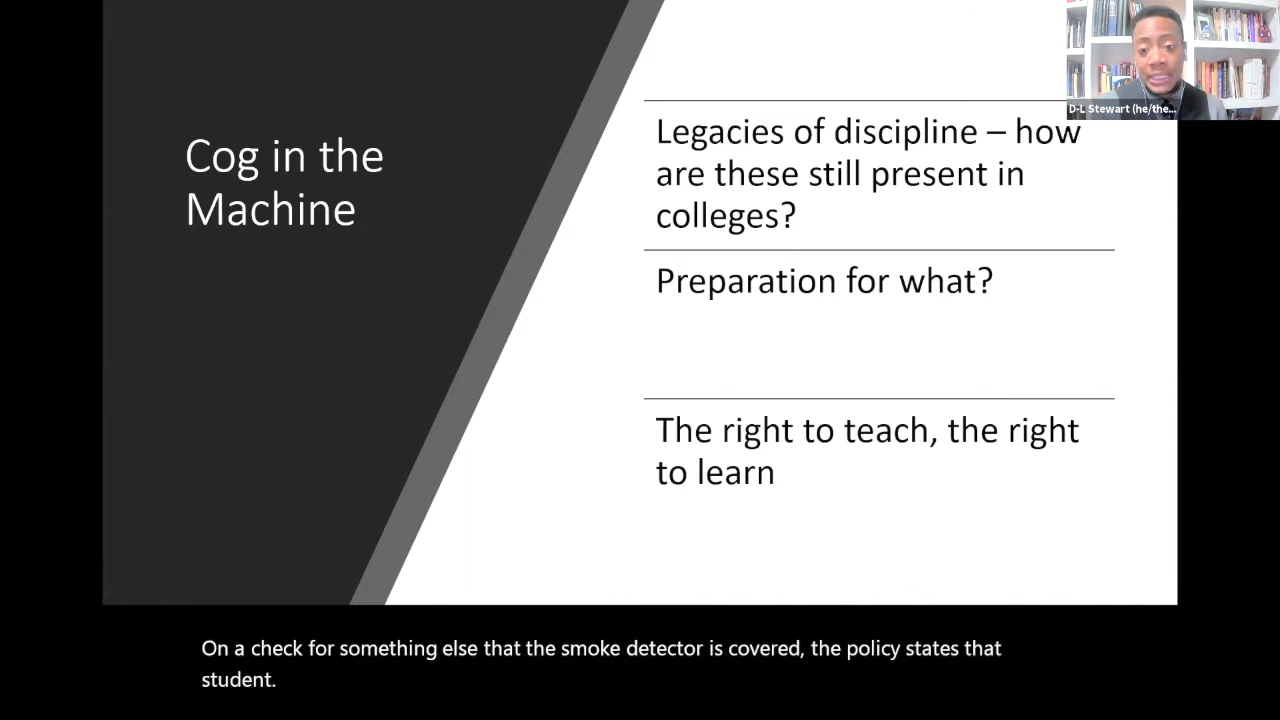 D-L Stewart (he/the...
Cog in the
Machine
Legacies of discipline – how
are these still present in
colleges?
Preparation for what?
The right to teach, the right
to learn
On a check for something else that the smoke detector is covered, the policy states that
student.